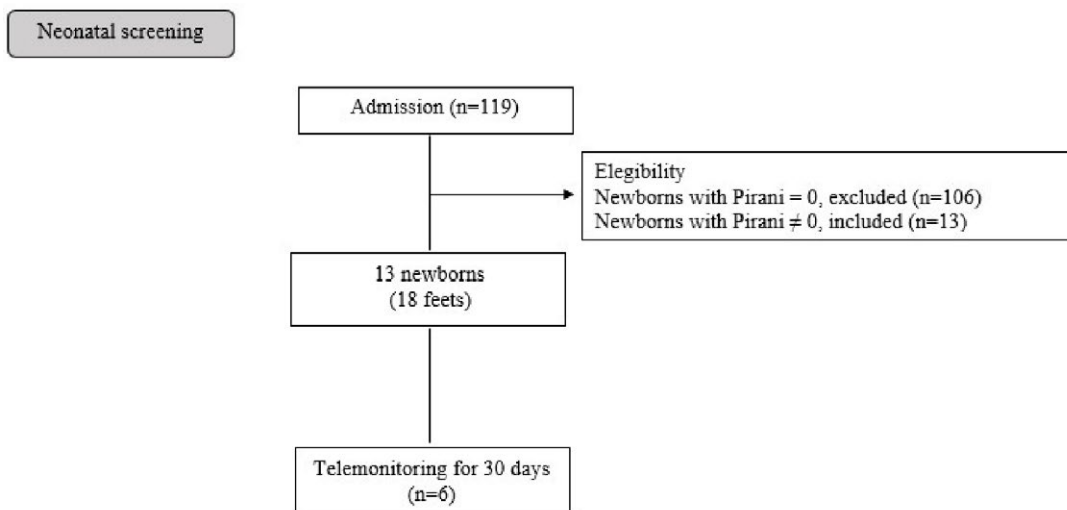 Neonatal screening
Admission (n=119)
Elegibility
Newborns with Pirani = 0, excluded (n=106)
Newborns with Pirani ≠ 0, included (n=13)
13 newborns
(18 feets)
Telemonitoring for 30 days
(n=6)